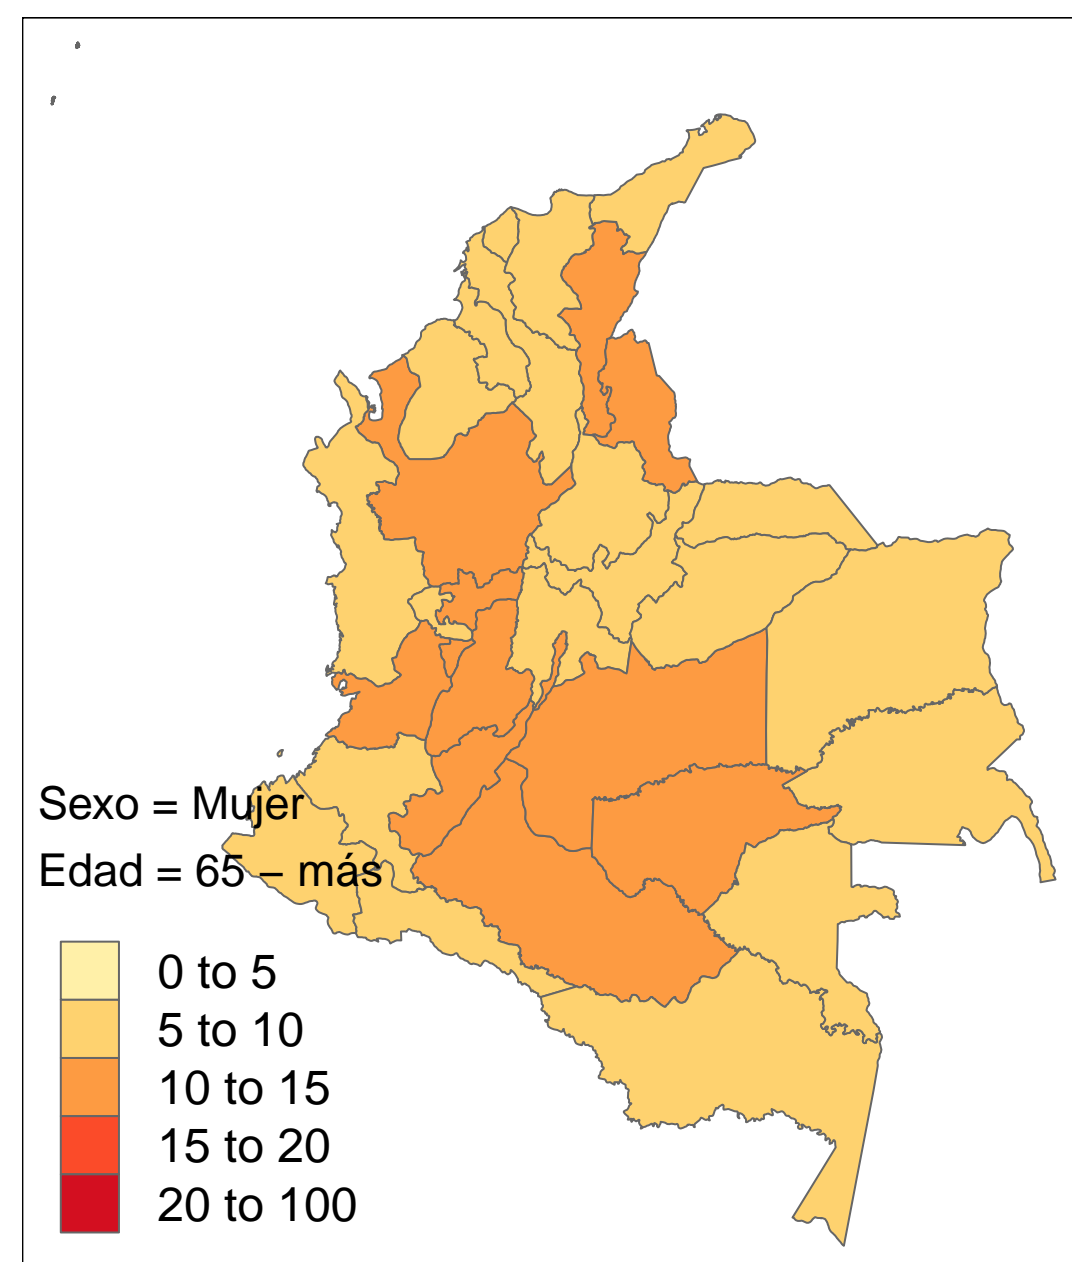 Sexo = Mujer
Edad = 65 – más
0 to 5
5 to 10
10 to 15
15 to 20
20 to 100